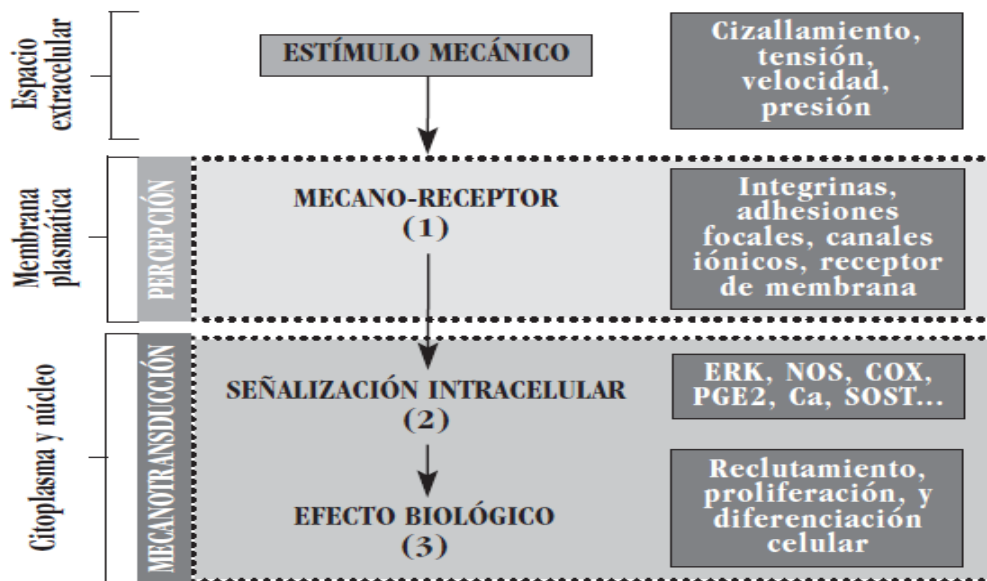 Espacio
extracelular
ESTÍMULO MECÁNICO
Cizallamiento,
tensión,
velocidad,
presión
Membrana
plasmática
PERCEPCIÓN
MECANO-RECEPTOR
(1)
Integrinas,
adhesiones
focales, canales
iónicos, receptor
de membrana
Citoplasma y núcleo
MECANOTRANSDUCCIÓN
SEÑALIZACIÓN INTRACELULAR
(2)
ERK, NOS, COX,
PGE2, Ca, SOST...
EFECTO BIOLÓGICO
(3)
Reclutamiento,
proliferación, y
diferenciación
celular